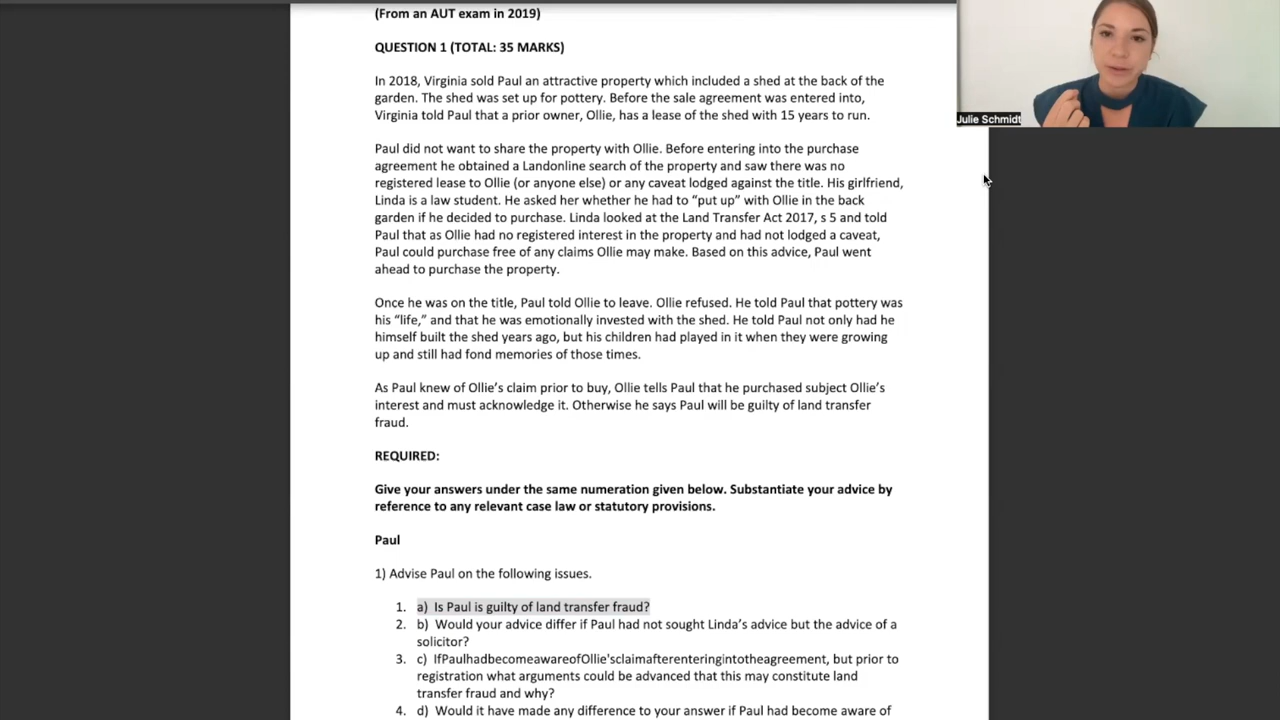 (From an AUT exam in 2019)
QUESTION 1 (TOTAL: 35 MARKS)
In 2018, Virginia sold Paul an attractive property which included a shed at the back of the
garden. The shed was set up for pottery. Before the sale agreement was entered into,
Virginia told Paul that a prior owner, Ollie, has a lease of the shed with 15 years to run.
Paul did not want to share the property with Ollie. Before entering into the purchase
agreement he obtained a Landonline search of the property and saw there was no
registered lease to Ollie (or anyone else) or any caveat lodged against the title. His girlfriend,
Linda is a law student. He asked her whether he had to “put up” with Ollie in the back
garden if he decided to purchase. Linda looked at the Land Transfer Act 2017, s 5 and told
Paul that as Ollie had no registered interest in the property and had not lodged a caveat,
Paul could purchase free of any claims Ollie may make. Based on this advice, Paul went
ahead to purchase the property.
Once he was on the title, Paul told Ollie to leave. Ollie refused. He told Paul that pottery was
his “life,” and that he was emotionally invested with the shed. He told Paul not only had he
himself built the shed years ago, but his children had played in it when they were growing
up and still had fond memories of those times.
As Paul knew of Ollie’s claim prior to buy, Ollie tells Paul that he purchased subject Ollie’s
interest and must acknowledge it. Otherwise he says Paul will be guilty of land transfer
fraud.
REQUIRED:
Give your answers under the same numeration given below. Substantiate your advice by
reference to any relevant case law or statutory provisions.
Paul
1) Advise Paul on the following issues.
1. a) Is Paul is guilty of land transfer fraud?
2. b) Would your advice differ if Paul had not sought Linda’s advice but the advice of a
solicitor?
3. c) IfPaulhadbecomeawareofOllie'sclaimafterenteringintotheagreement, but prior to
registration what arguments could be advanced that this may constitute land
transfer fraud and why?
4. d) Would it have made any difference to your answer if Paul had become aware of
Julie Schmidt